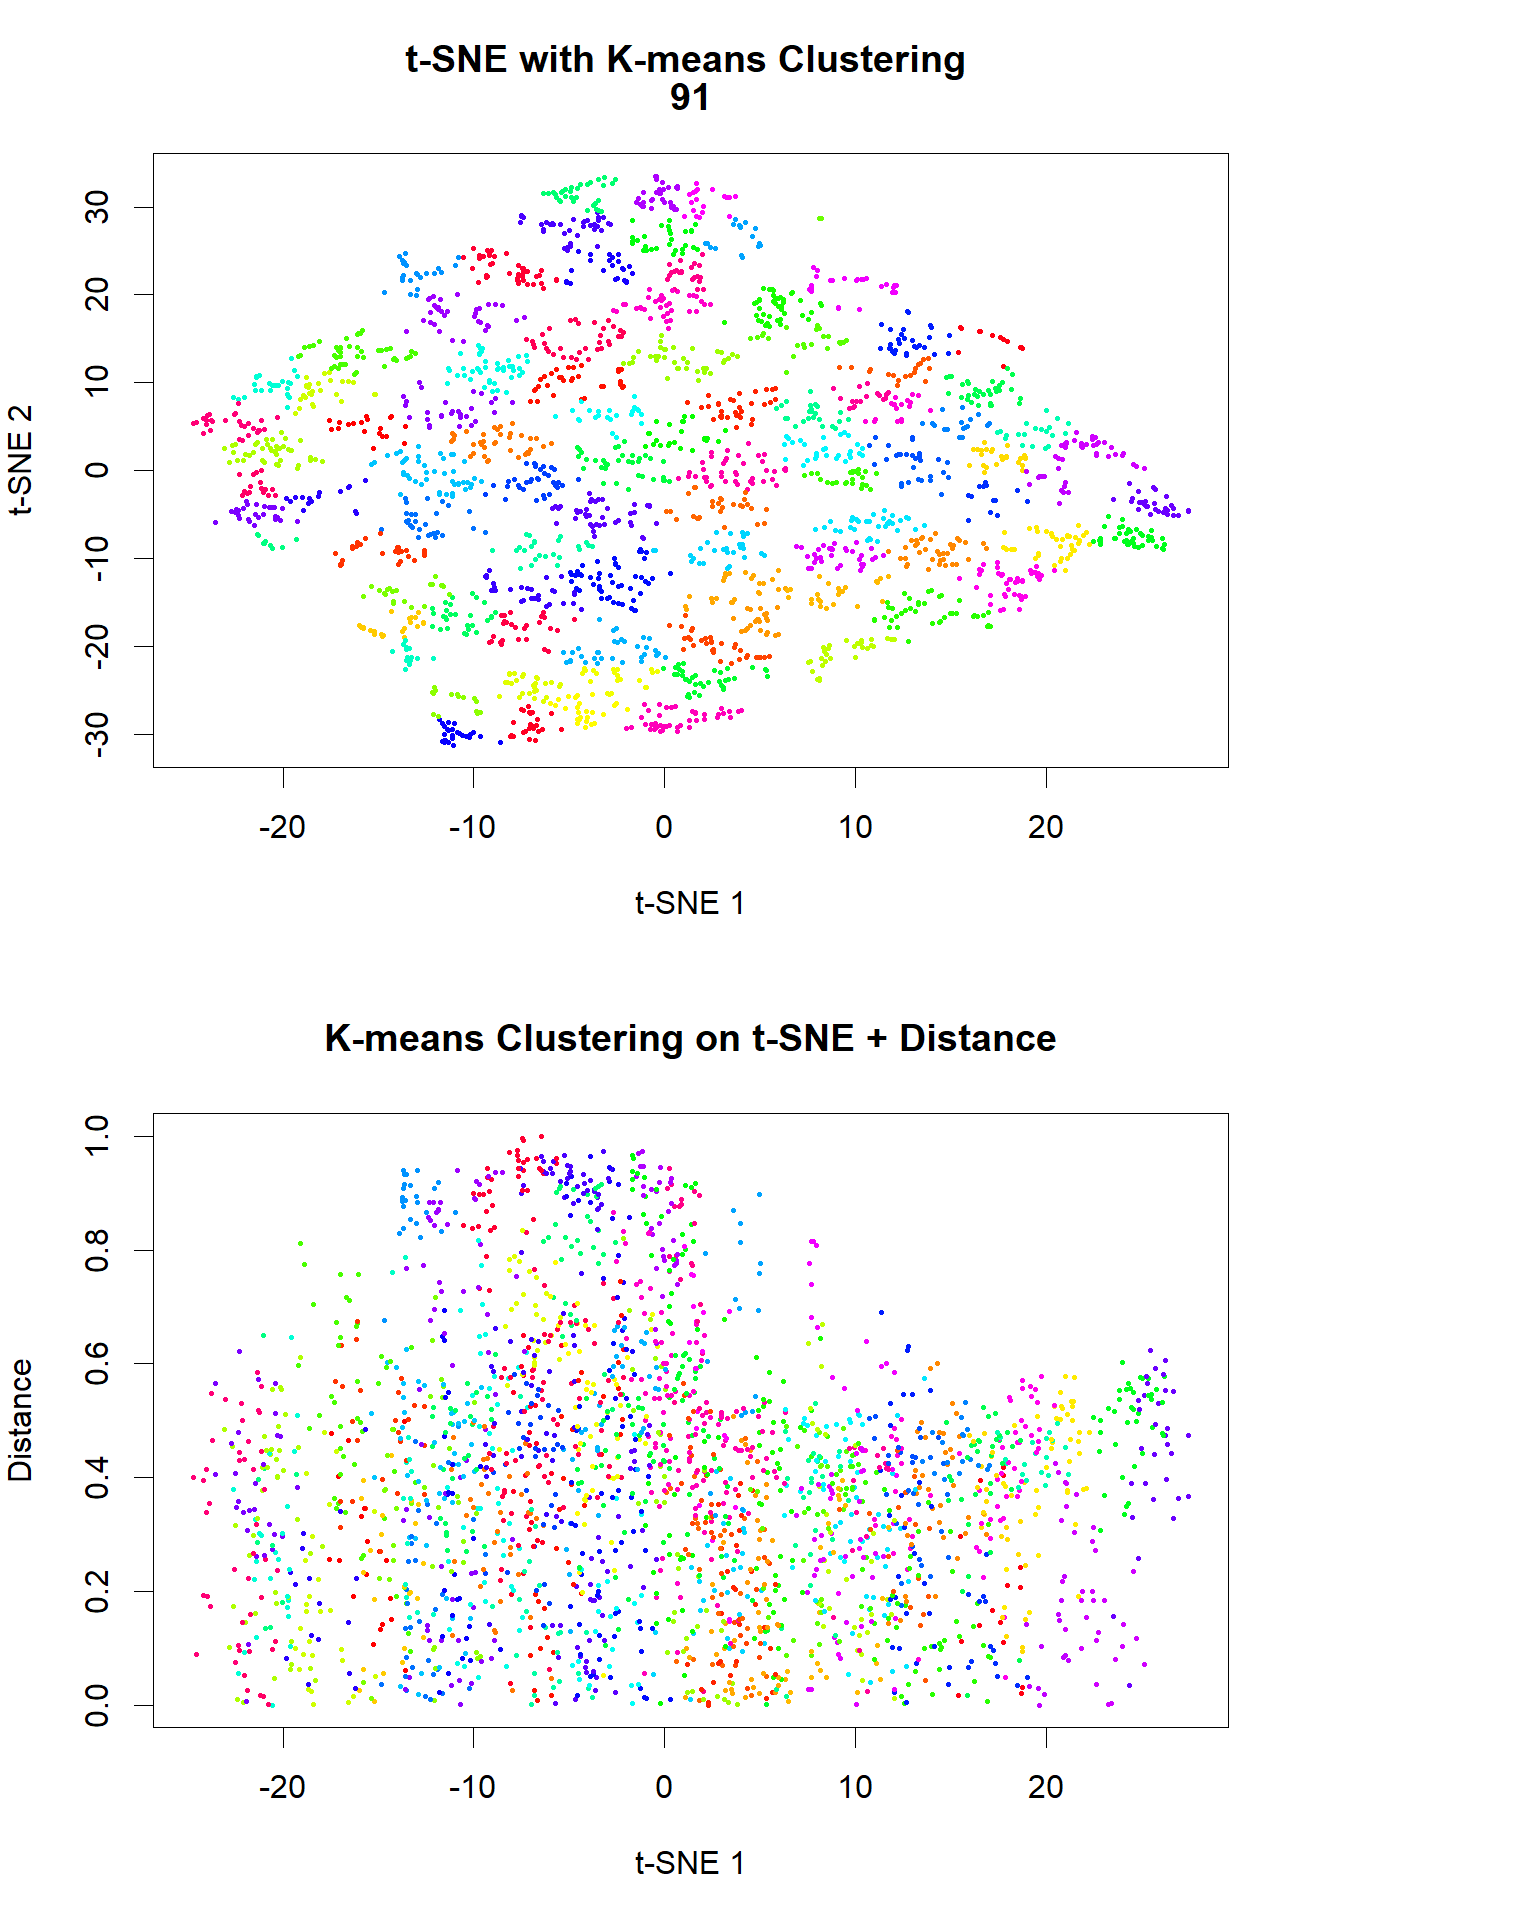 t-SNE with K-means Clustering
91
t-SNE 2
30
20
10
0
-10
-20
-30
-20 -10 0 10 20
t-SNE 1
K-means Clustering on t-SNE + Distance
Distance
1.0
0.8
0.6
0.4
0.2
0.0
-20 -10 0 10 20
t-SNE 1